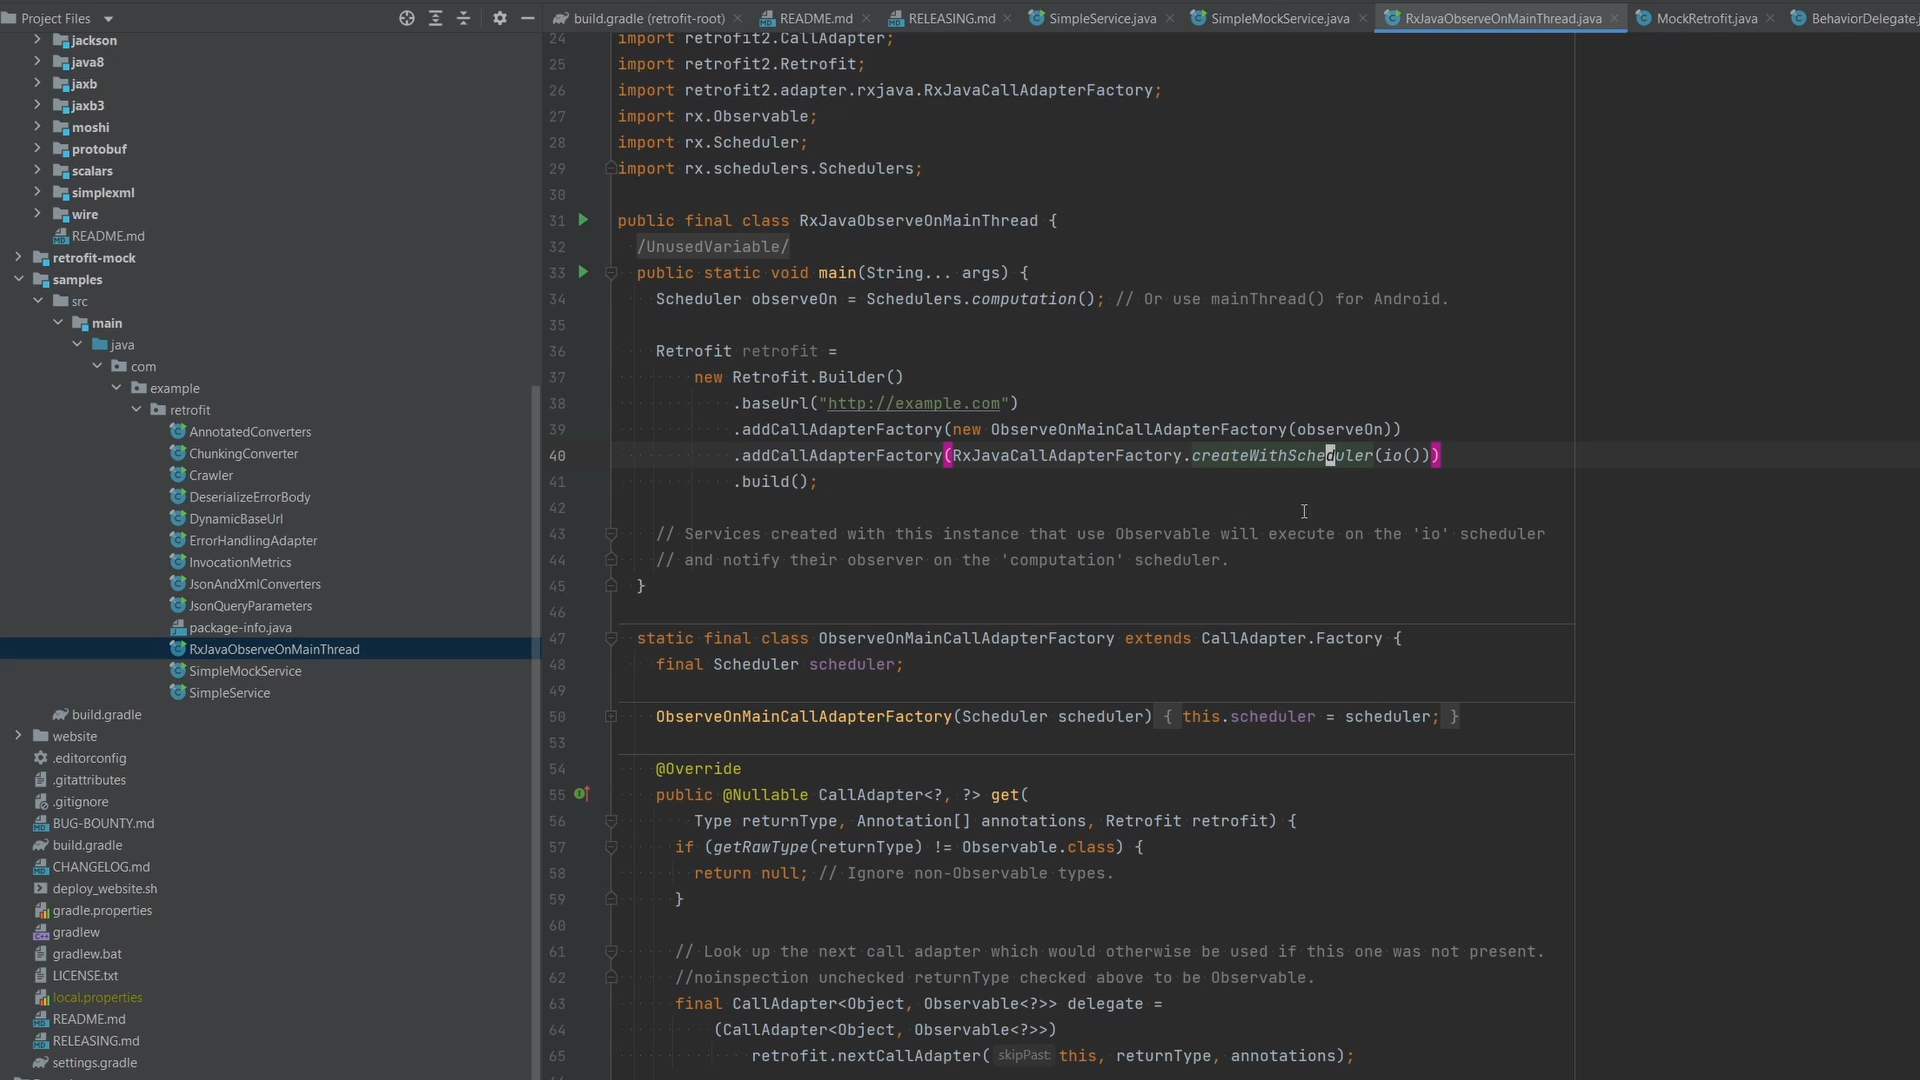 Project Files
build.gradle (retrofit-root)
README.md
RELEASING.md
SimpleService.java
SimpleMockService.java
RxJavaObserveOnMainThread.java
MockRetrofit.java
BehaviorDelegate.
jackson
java8
jaxb
jaxb3
moshi
protobuf
scalars
simplexml
wire
README.md
retrofit-mock
samples
src
main
java
com
example
retrofit
AnnotatedConverters
ChunkingConverter
Crawler
DeserializeErrorBody
DynamicBaseUrl
ErrorHandlingAdapter
InvocationMetrics
JsonAndXmlConverters
JsonQueryParameters
package-info.java
RxJavaObserveOnMainThread
SimpleMockService
SimpleService
build.gradle
website
.editorconfig
.gitattributes
.gitignore
BUG-BOUNTY.md
build.gradle
CHANGELOG.md
deploy_website.sh
gradle.properties
gradlew
gradlew.bat
LICENSE.txt
local.properties
README.md
RELEASING.md
settings.gradle
24 import retrofit2.CallAdapter;
25 import retrofit2.Retrofit;
26 import retrofit2.adapter.rxjava.RxJavaCallAdapterFactory;
27 import rx.Observable;
28 import rx.Scheduler;
29 import rx.schedulers.Schedulers;
30
31 public final class RxJavaObserveOnMainThread {
32 /UnusedVariable/
33 public static void main(String... args) {
34 Scheduler observeOn = Schedulers.computation(); // Or use mainThread() for Android.
35
36 Retrofit retrofit =
37 new Retrofit.Builder()
38 .baseUrl("http://example.com")
39 .addCallAdapterFactory(new ObserveOnMainCallAdapterFactory(observeOn))
40 .addCallAdapterFactory(RxJavaCallAdapterFactory.createWithScheduler(io()))
41 .build();
42
43 // Services created with this instance that use Observable will execute on the 'io' scheduler
44 // and notify their observer on the 'computation' scheduler.
45 }
46
47 static final class ObserveOnMainCallAdapterFactory extends CallAdapter.Factory {
48 final Scheduler scheduler;
49
50 ObserveOnMainCallAdapterFactory(Scheduler scheduler) { this.scheduler = scheduler; }
53
54 @Override
55 public @Nullable CallAdapter<?, ?> get(
56 Type returnType, Annotation[] annotations, Retrofit retrofit) {
57 if (getRawType(returnType) != Observable.class) {
58 return null; // Ignore non-Observable types.
59 }
60
61 // Look up the next call adapter which would otherwise be used if this one was not present.
62 //noinspection unchecked returnType checked above to be Observable.
63 final CallAdapter<Object, Observable<?>> delegate =
64 (CallAdapter<Object, Observable<?>>)
65 retrofit.nextCallAdapter( skipPast: this, returnType, annotations);